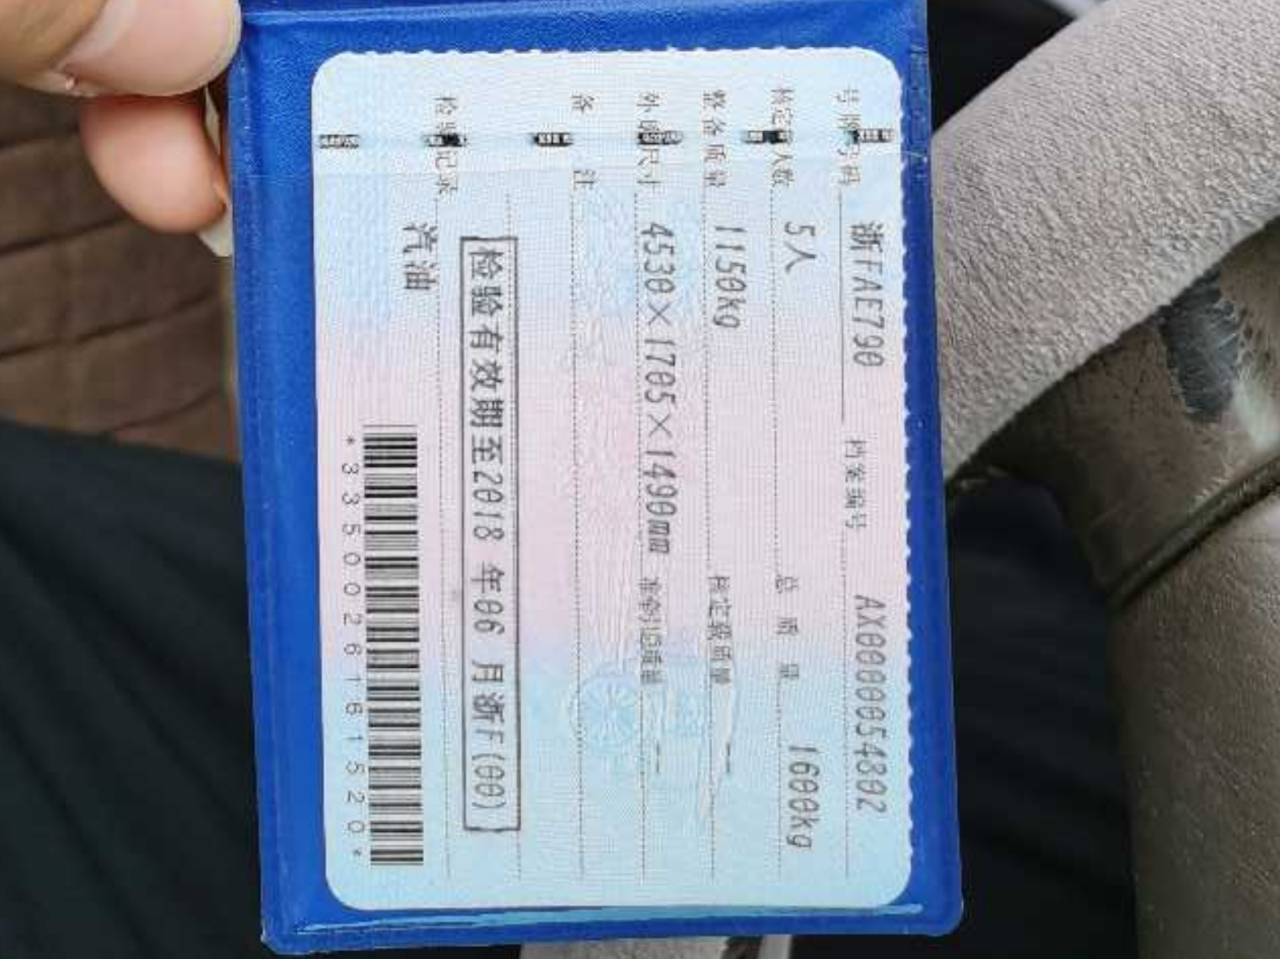 号牌号码 浙FAE790 档案编号 AX0000054802
核定人数 5人 总质量 1600kg
整备质量 1150kg 核定载质量 --
外廓尺寸 4530×1705×1490mm 准牵引总质量 --
备注
检验有效期至2018 年06 月浙F(00)
检验记录
汽油
*3350026161520*